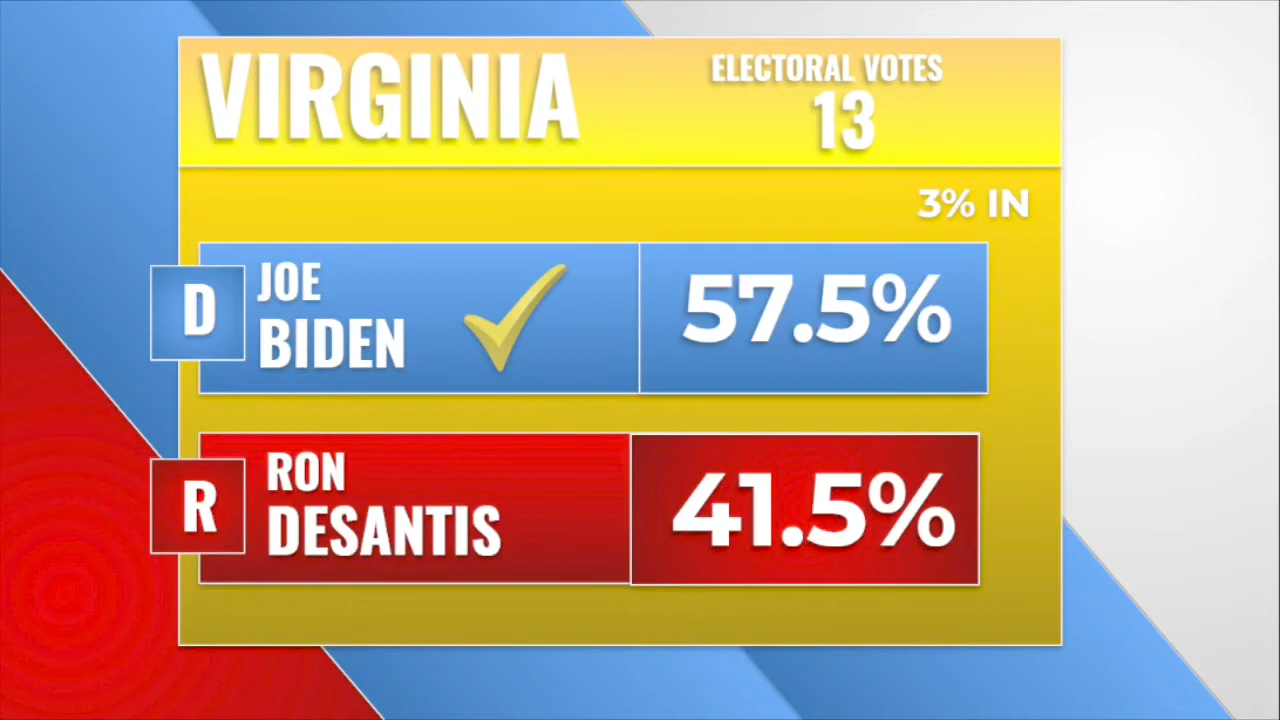 VIRGINIA
ELECTORAL VOTES
13
3% IN
D
JOE
BIDEN
57.5%
R
RON
DESANTIS
41.5%